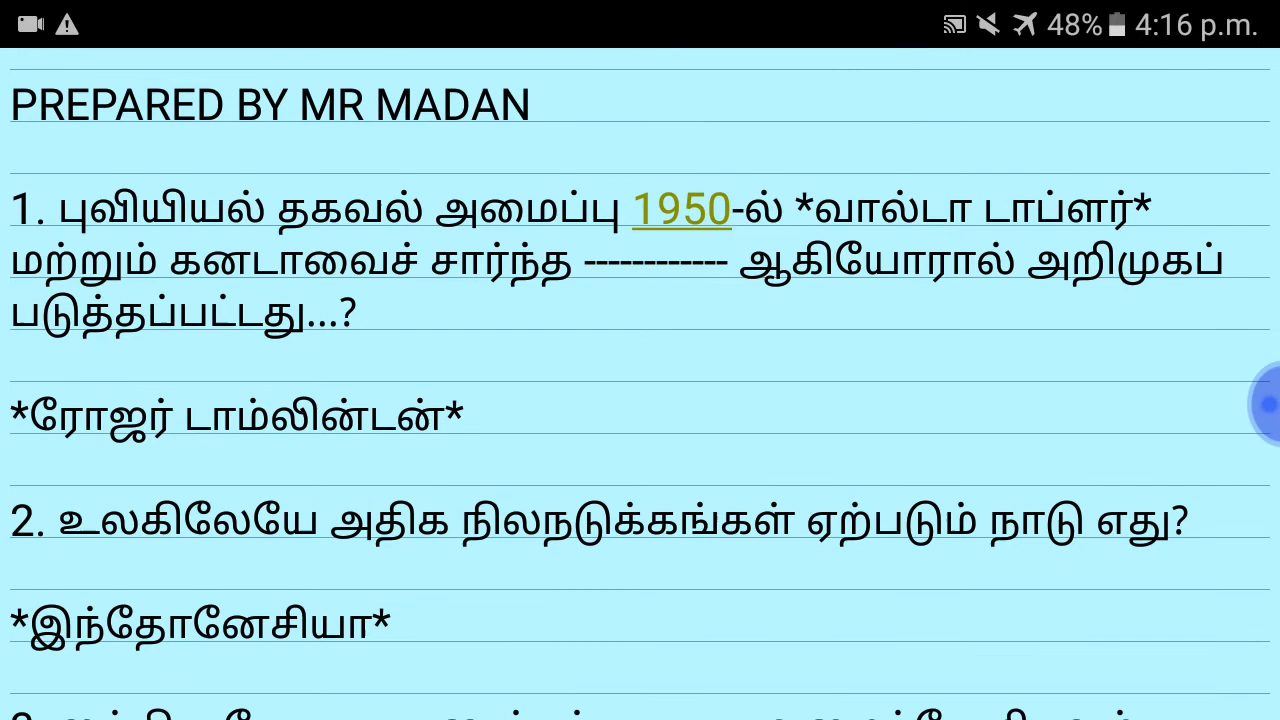 48% 4:16 p.m.
PREPARED BY MR MADAN
1. புவியியல் தகவல் அமைப்பு 1950-ல் *வால்டா டாப்ளர்*
மற்றும் கனடாவைச் சார்ந்த ------------ ஆகியோரால் அறிமுகப்
படுத்தப்பட்டது...?
*ரோஜர் டாம்லின்டன்*
2. உலகிலேயே அதிக நிலநடுக்கங்கள் ஏற்படும் நாடு எது?
*இந்தோனேசியா*